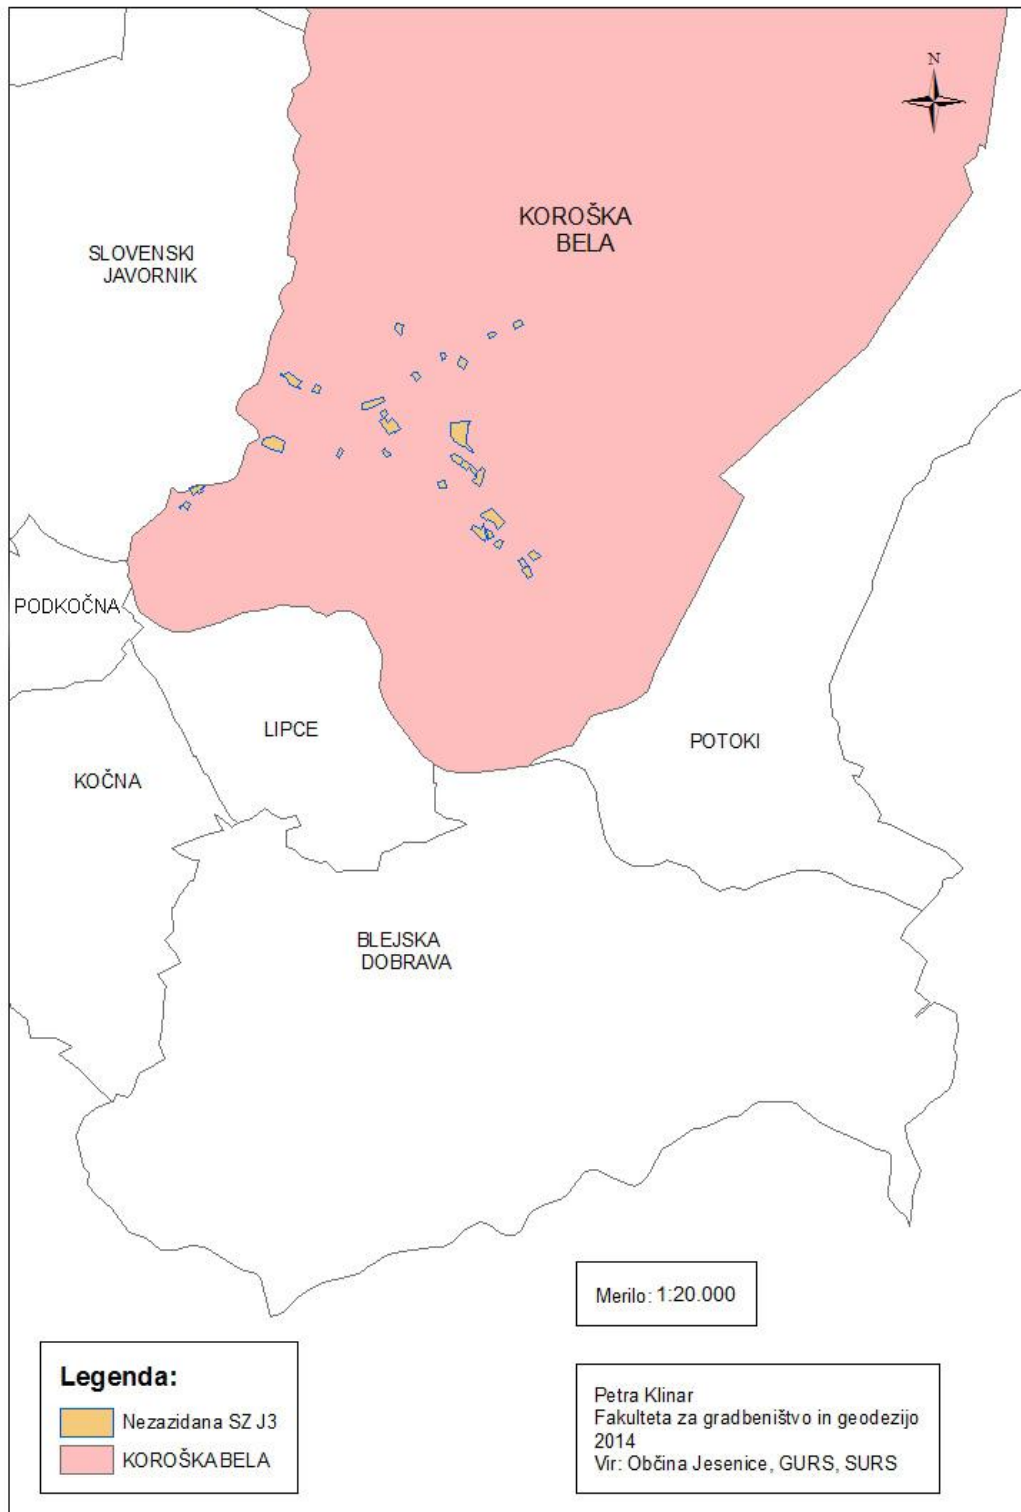 N
KOROŠKA
BELA
SLOVENSKI
JAVORNIK
PODKOČNA
LIPCE
POTOKI
KOČNA
BLEJSKA
DOBRAVA
Merilo: 1:20.000
Legenda:
Nezazidana SZ J3
KOROŠKA BELA
Petra Klinar
Fakulteta za gradbeništvo in geodezijo
2014
Vir: Občina Jesenice, GURS, SURS